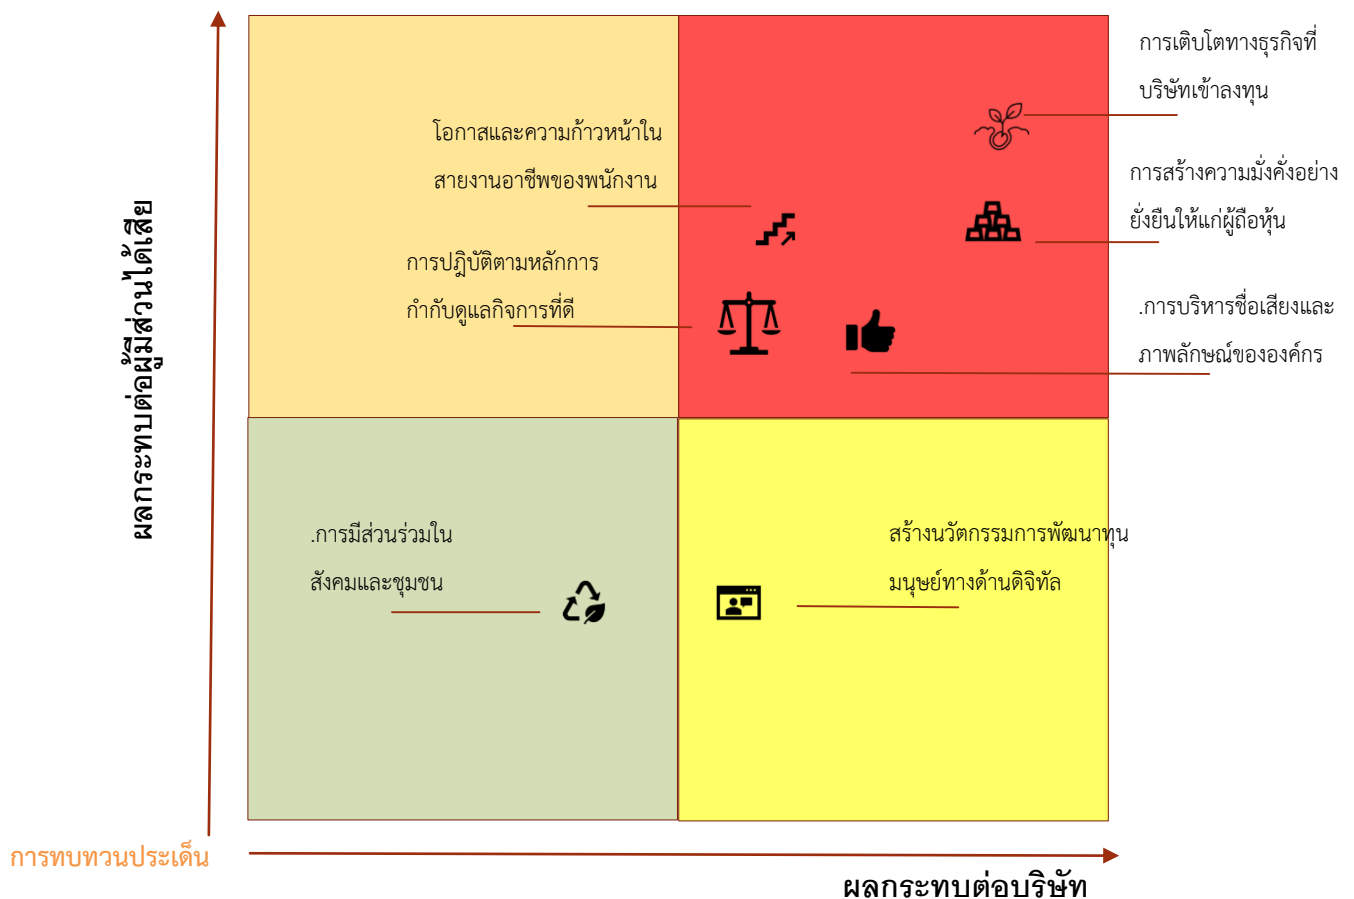 การเติบโตทางธุรกิจที่
บริษัทเข้าลงทุน
โอกาสและความก้าวหน้าใน
สายงานอาชีพของพนักงาน
การสร้างความมั่งคั่งอย่าง
ยั่งยืนให้แก่ผู้ถือหุ้น
การปฎิบัติตามหลักการ
กำกับดูแลกิจการที่ดี
.การบริหารชื่อเสียงและ
ภาพลักษณ์ขององค์กร
ผลกระทบต่อผู้มีส่วนได้เสีย
.การมีส่วนร่วมใน
สังคมและชุมชน
สร้างนวัตกรรมการพัฒนาทุน
มนุษย์ทางด้านดิจิทัล
การทบทวนประเด็น
ผลกระทบต่อบริษัท